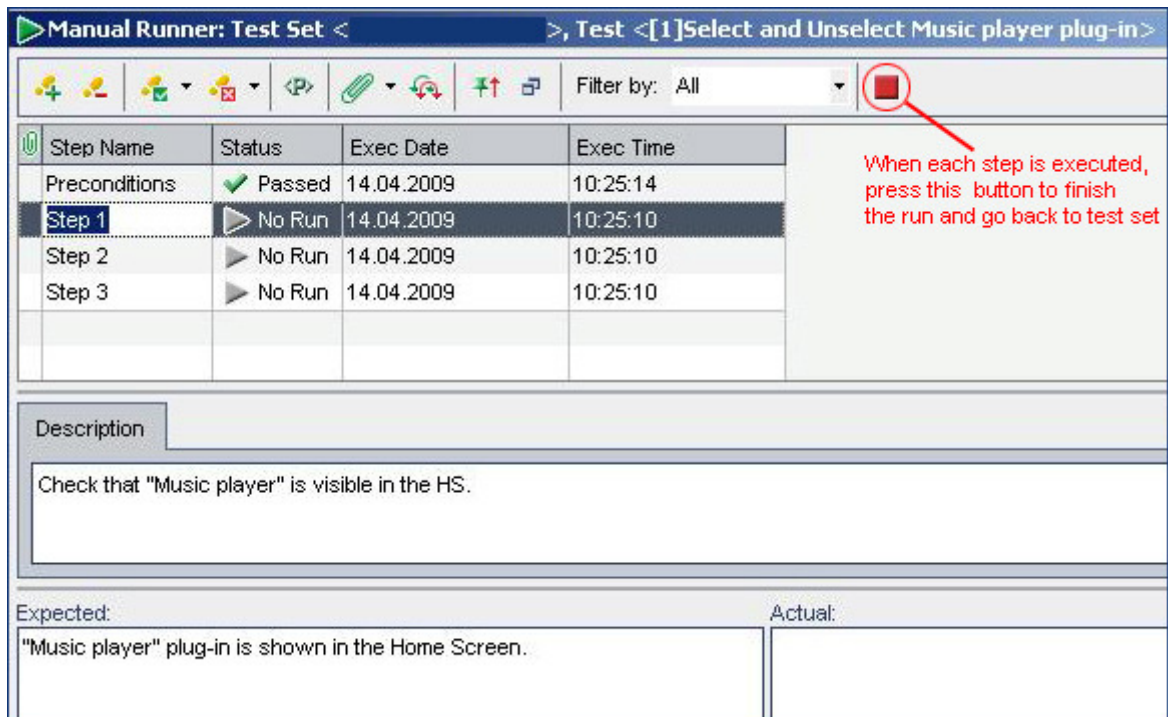 Manual Runner: Test Set < >, Test <[1]Select and Unselect Music player plug-in>
<P> Filter by: All
Step Name Status Exec Date Exec Time
When each step is executed,
press this button to finish
the run and go back to test set
Preconditions Passed 14.04.2009 10:25:14
Step 1 No Run 14.04.2009 10:25:10
Step 2 No Run 14.04.2009 10:25:10
Step 3 No Run 14.04.2009 10:25:10
Description
Check that "Music player" is visible in the HS.
Expected: Actual:
"Music player" plug-in is shown in the Home Screen.